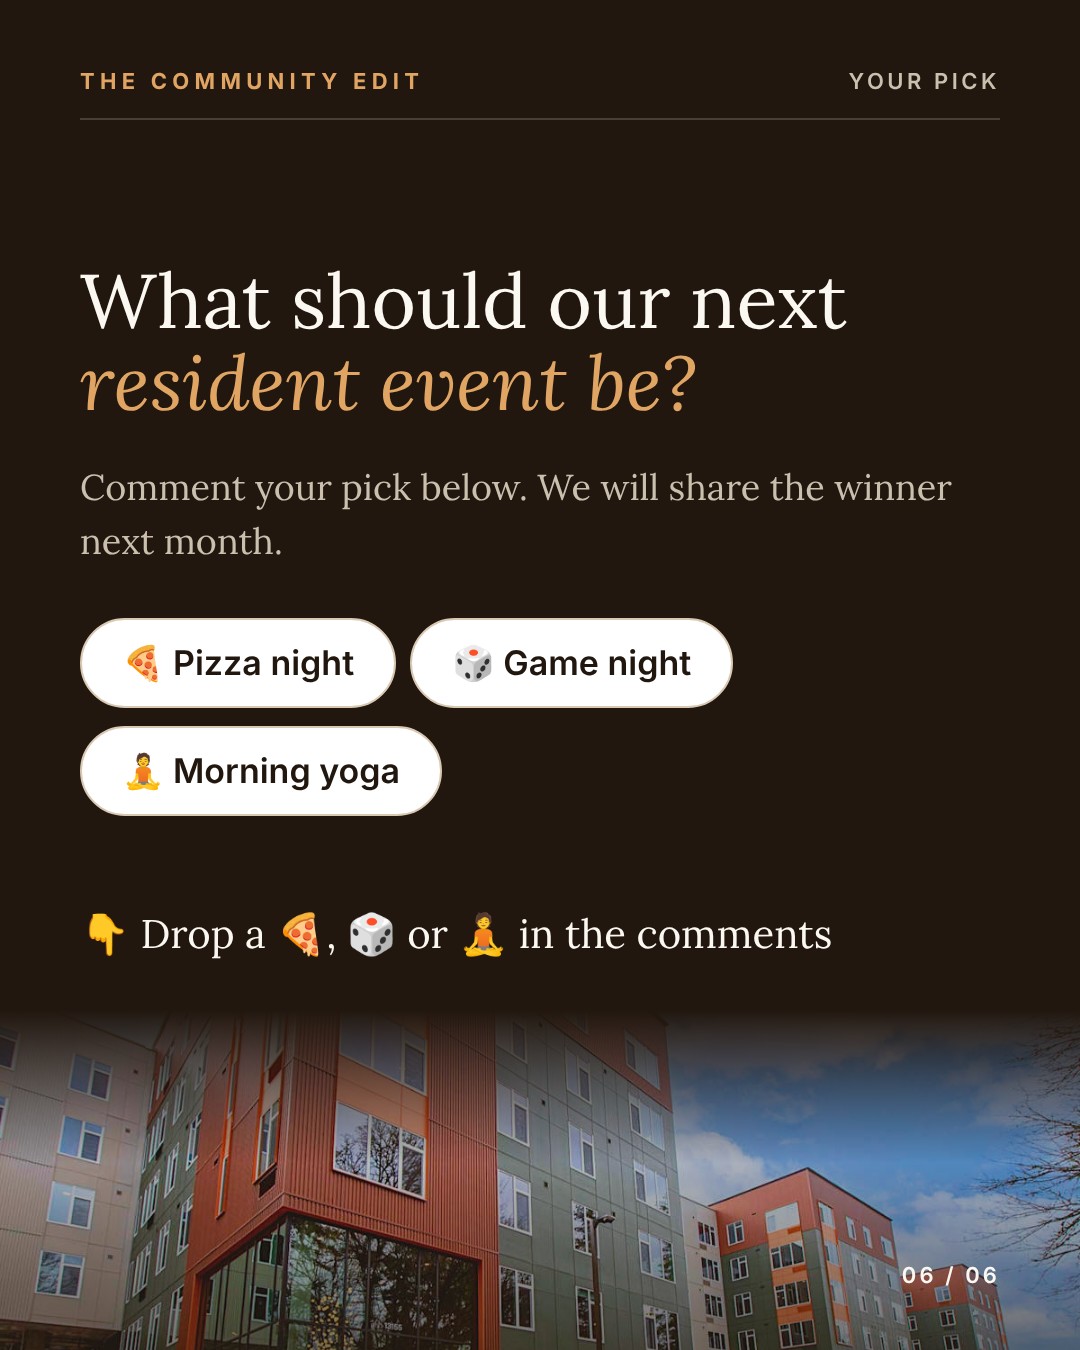 THE COMMUNITY EDIT
YOUR PICK
What should our next
resident event be?
Comment your pick below. We will share the winner
next month.
🍕 Pizza night
🎲 Game night
🧘 Morning yoga
👇 Drop a 🍕, 🎲 or 🧘 in the comments
06 / 06